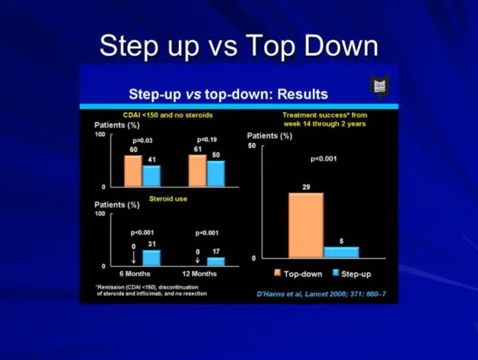 Step up vs Top Down
Step-up vs top-down: Results
CDAI <150 and no steroids
Patients (%)
100
p=0.03
p=0.19
60
41
61
50
0
Steroid use
Patients (%)
100
p<0.001
p<0.001
0
31
0
17
0
6 Months
12 Months
*Remission (CDAI <150), discontinuation
of steroids and infliximab, and no resection
Treatment success* from
week 14 through 2 years
Patients (%)
50
p<0.001
29
5
0
Top-down
Step-up
D'Haens et al, Lancet 2008; 371: 660–7